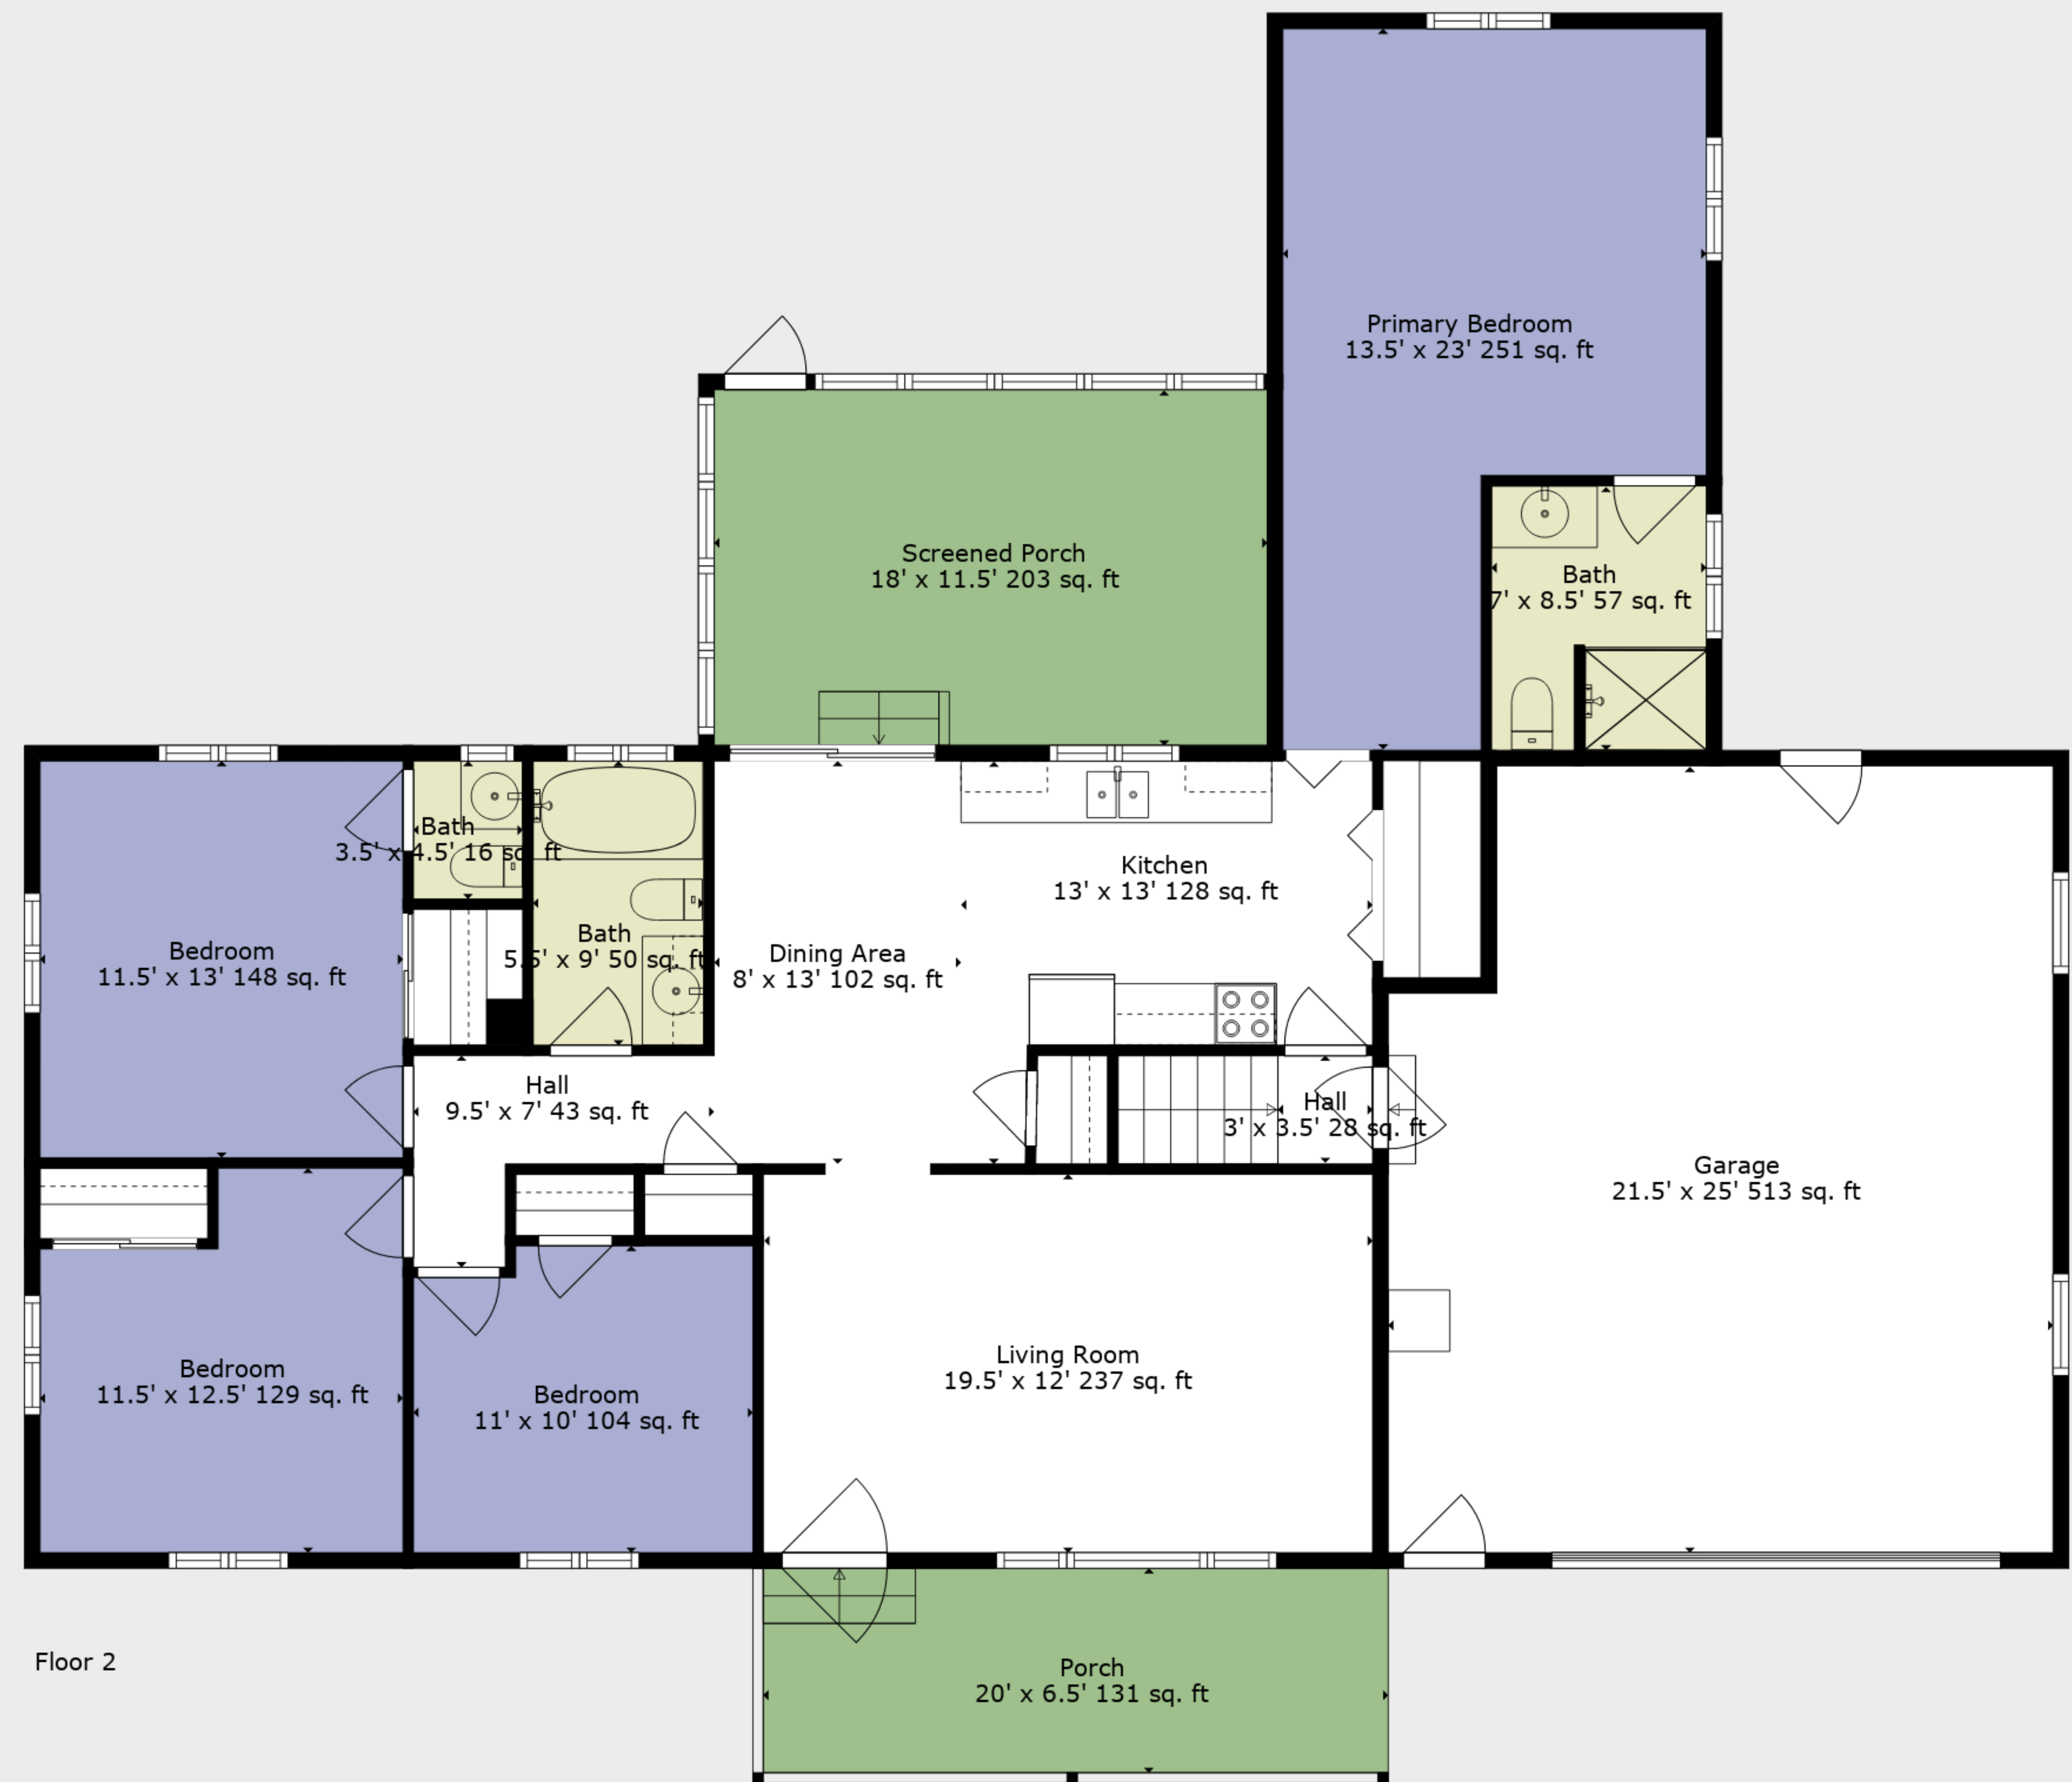 Primary Bedroom
13.5' x 23' 251 sq. ft
Screened Porch
18' x 11.5' 203 sq. ft
Bath
7' x 8.5' 57 sq. ft
Bath
3.5' x 4.5' 16 sq. ft
Kitchen
13' x 13' 128 sq. ft
Bath
5.5' x 9' 50 sq. ft
Dining Area
8' x 13' 102 sq. ft
Bedroom
11.5' x 13' 148 sq. ft
Hall
9.5' x 7' 43 sq. ft
Hall
3' x 3.5' 28 sq. ft
Garage
21.5' x 25' 513 sq. ft
Living Room
19.5' x 12' 237 sq. ft
Bedroom
11.5' x 12.5' 129 sq. ft
Bedroom
11' x 10' 104 sq. ft
Floor 2
Porch
20' x 6.5' 131 sq. ft